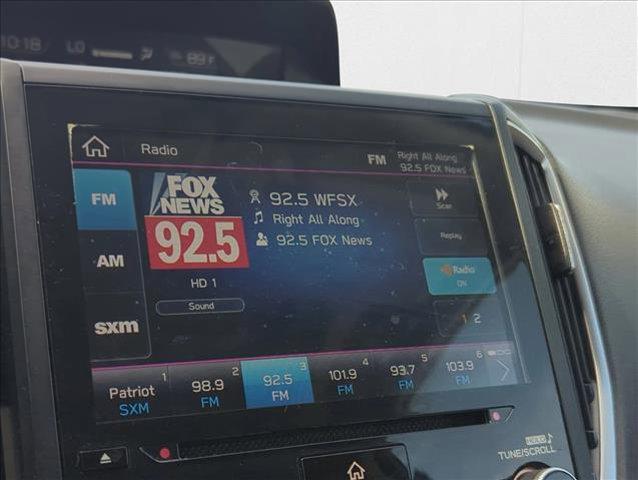 10:18 LO 89 F
Radio FM Right All Along
92.5 FOX News
FM
AM
sxm
FOX
NEWS
92.5
HD 1
Sound
92.5 WFSX
Right All Along
92.5 FOX News
Scan
Replay
Radio
ON
1 2
Patriot 1
SXM
98.9 2
FM
92.5 3
FM
101.9 4
FM
93.7 5
FM
103.9 6
FM
HOLD
TUNE/SCROLL